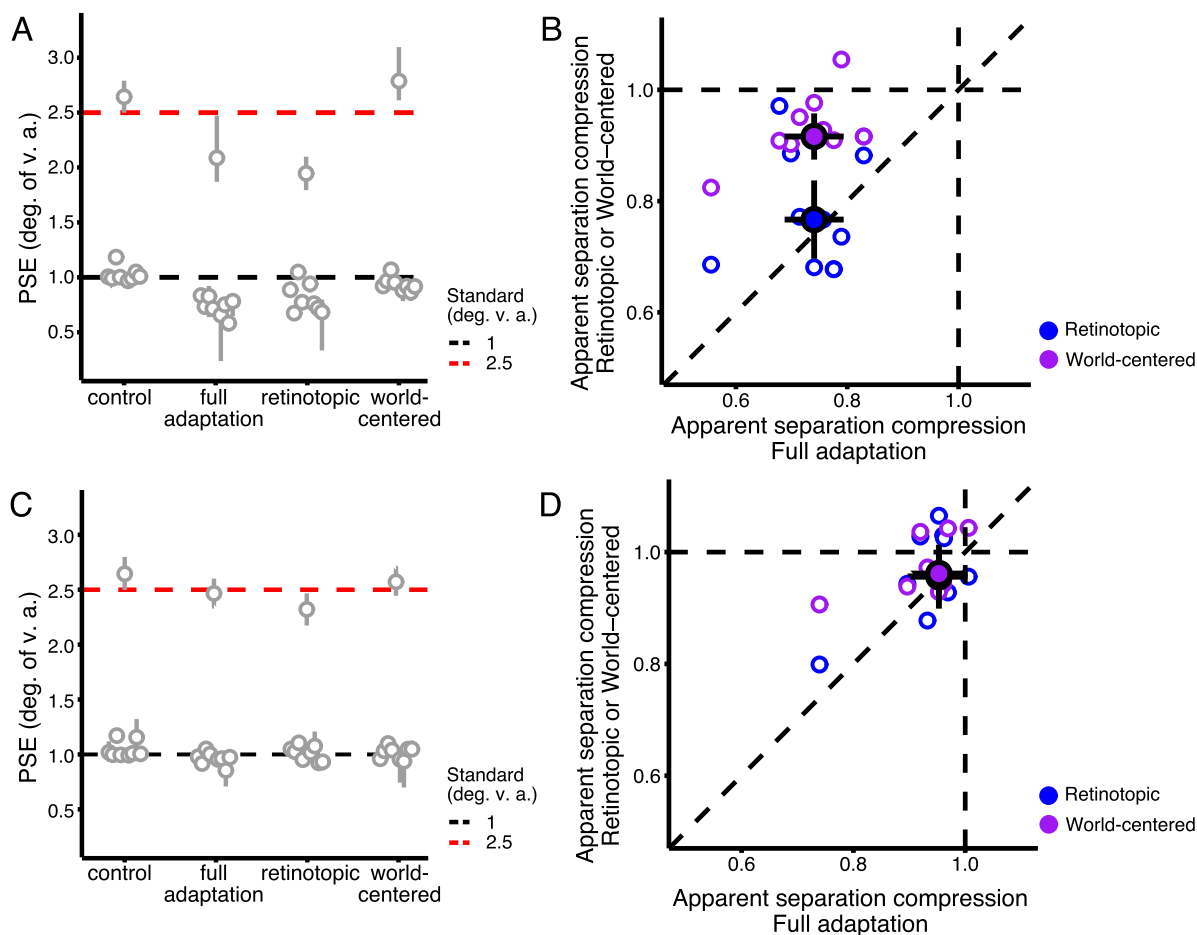 A
PSE (deg. of v. a.)
3.0
2.5
2.0
1.5
1.0
0.5
control
full
adaptation
retinotopic
world-
centered
Standard
(deg. v. a.)
1
2.5
B
Apparent separation compression
Retinotopic or World−centered
1.0
0.8
0.6
0.6
0.8
1.0
Apparent separation compression
Full adaptation
Retinotopic
World-centered
C
PSE (deg. of v. a.)
3.0
2.5
2.0
1.5
1.0
0.5
control
full
adaptation
retinotopic
world-
centered
Standard
(deg. v. a.)
1
2.5
D
Apparent separation compression
Retinotopic or World−centered
1.0
0.8
0.6
0.6
0.8
1.0
Apparent separation compression
Full adaptation
Retinotopic
World-centered